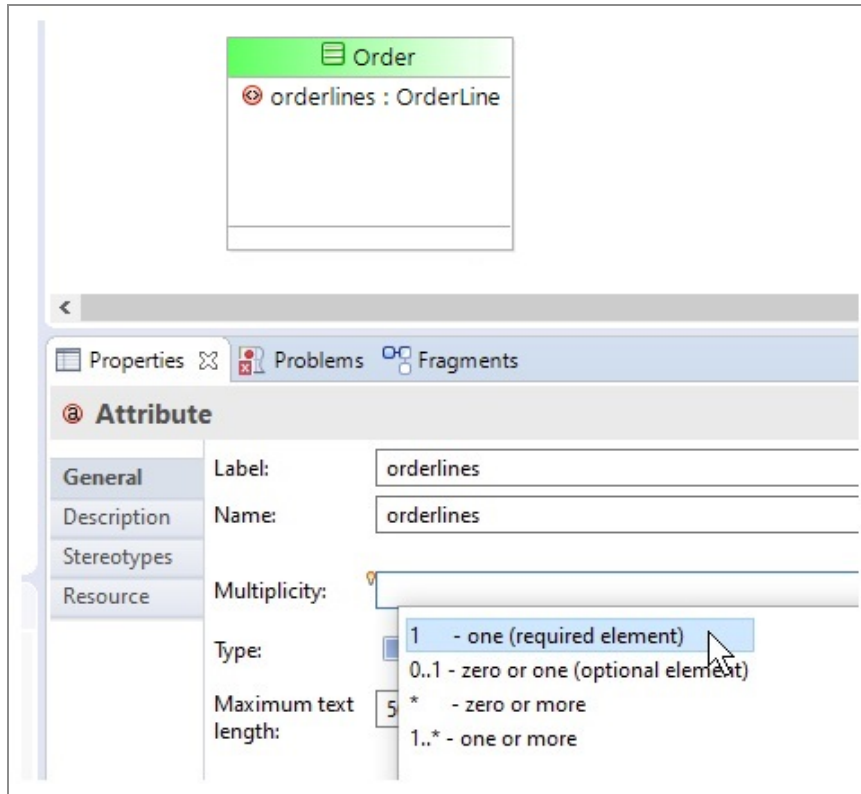 Order
orderlines : OrderLine
Properties Problems Fragments
Attribute
General
Description
Stereotypes
Resource
Label: orderlines
Name: orderlines
Multiplicity:
1 - one (required element)
0..1 - zero or one (optional element)
* - zero or more
1..* - one or more
Type:
Maximum text
length:
5